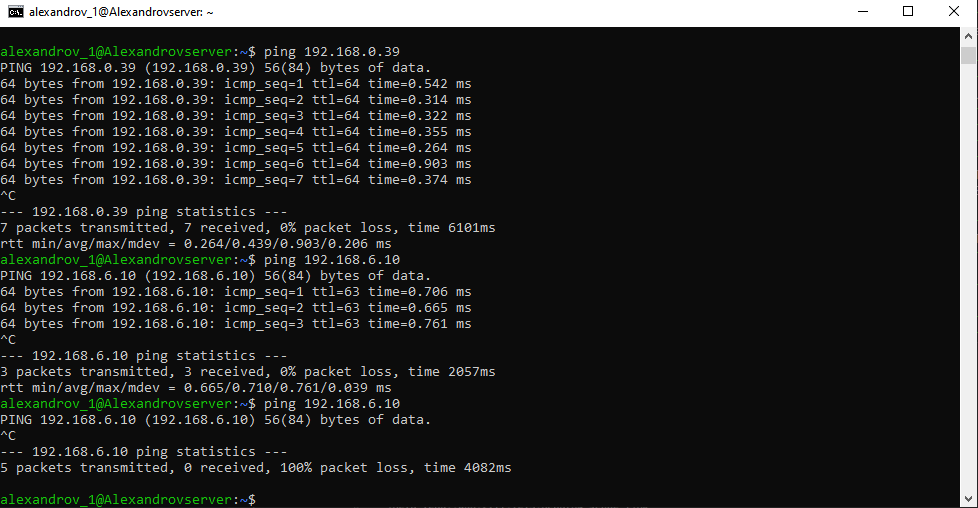 alexandrov_1@Alexandrovserver: ~
alexandrov_1@Alexandrovserver:~$ ping 192.168.0.39
PING 192.168.0.39 (192.168.0.39) 56(84) bytes of data.
64 bytes from 192.168.0.39: icmp_seq=1 ttl=64 time=0.542 ms
64 bytes from 192.168.0.39: icmp_seq=2 ttl=64 time=0.314 ms
64 bytes from 192.168.0.39: icmp_seq=3 ttl=64 time=0.322 ms
64 bytes from 192.168.0.39: icmp_seq=4 ttl=64 time=0.355 ms
64 bytes from 192.168.0.39: icmp_seq=5 ttl=64 time=0.264 ms
64 bytes from 192.168.0.39: icmp_seq=6 ttl=64 time=0.903 ms
64 bytes from 192.168.0.39: icmp_seq=7 ttl=64 time=0.374 ms
^C
--- 192.168.0.39 ping statistics ---
7 packets transmitted, 7 received, 0% packet loss, time 6101ms
rtt min/avg/max/mdev = 0.264/0.439/0.903/0.206 ms
alexandrov_1@Alexandrovserver:~$ ping 192.168.6.10
PING 192.168.6.10 (192.168.6.10) 56(84) bytes of data.
64 bytes from 192.168.6.10: icmp_seq=1 ttl=63 time=0.706 ms
64 bytes from 192.168.6.10: icmp_seq=2 ttl=63 time=0.665 ms
64 bytes from 192.168.6.10: icmp_seq=3 ttl=63 time=0.761 ms
^C
--- 192.168.6.10 ping statistics ---
3 packets transmitted, 3 received, 0% packet loss, time 2057ms
rtt min/avg/max/mdev = 0.665/0.710/0.761/0.039 ms
alexandrov_1@Alexandrovserver:~$ ping 192.168.6.10
PING 192.168.6.10 (192.168.6.10) 56(84) bytes of data.
^C
--- 192.168.6.10 ping statistics ---
5 packets transmitted, 0 received, 100% packet loss, time 4082ms
alexandrov_1@Alexandrovserver:~$